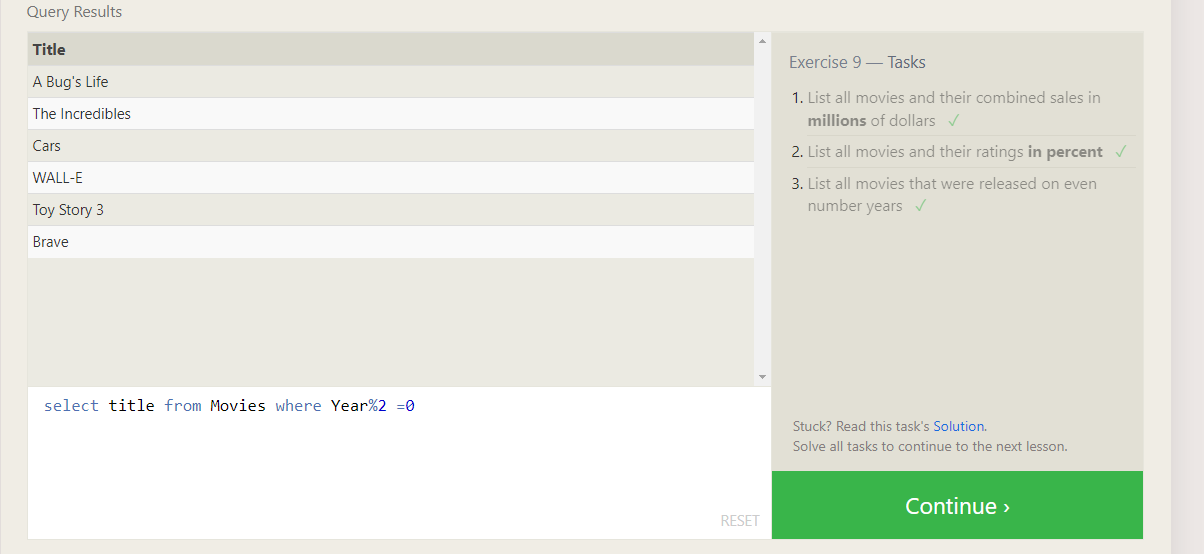 Query Results
Title
A Bug's Life
The Incredibles
Cars
WALL-E
Toy Story 3
Brave
select title from Movies where Year%2 =0
RESET
Exercise 9 — Tasks
1. List all movies and their combined sales in
millions of dollars ✓
2. List all movies and their ratings in percent ✓
3. List all movies that were released on even
number years ✓
Stuck? Read this task's Solution.
Solve all tasks to continue to the next lesson.
Continue ›